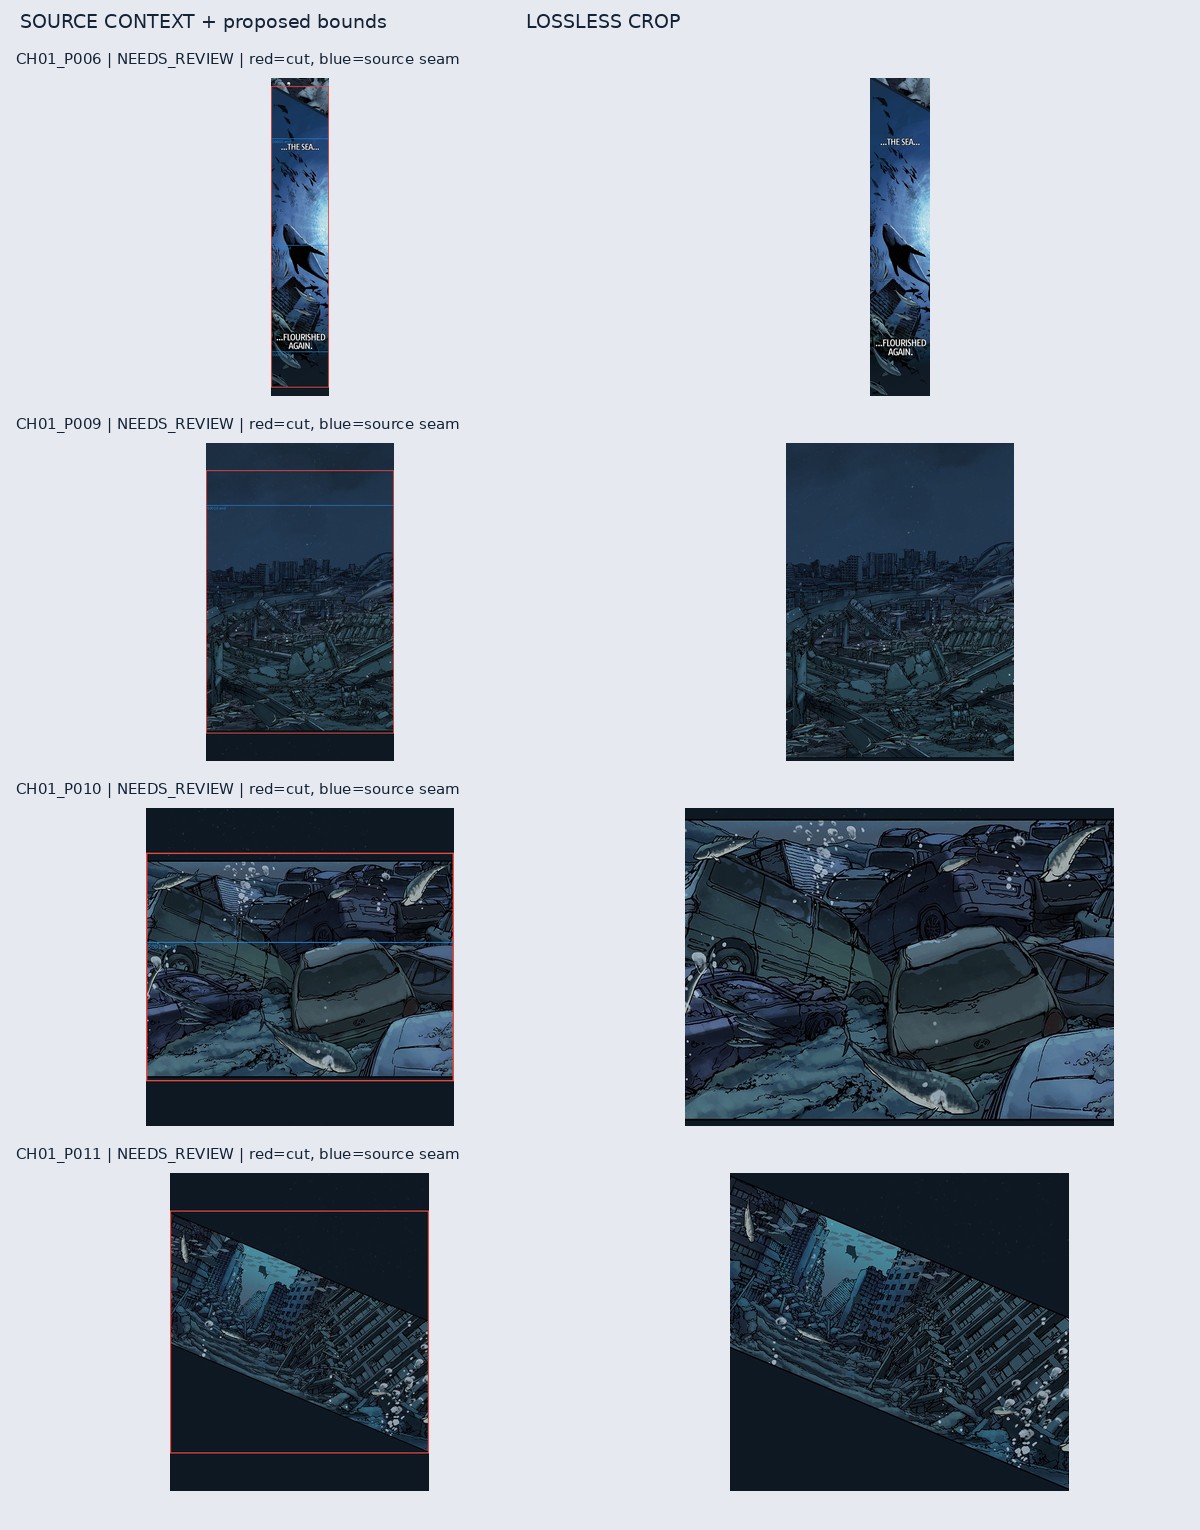 SOURCE CONTEXT + proposed bounds
LOSSLESS CROP
CH01_P006 | NEEDS_REVIEW | red=cut, blue=source seam
...THE SEA...
...FLOURISHED
AGAIN.
...THE SEA...
...FLOURISHED
AGAIN.
CH01_P009 | NEEDS_REVIEW | red=cut, blue=source seam
CH01_P010 | NEEDS_REVIEW | red=cut, blue=source seam
CH01_P011 | NEEDS_REVIEW | red=cut, blue=source seam